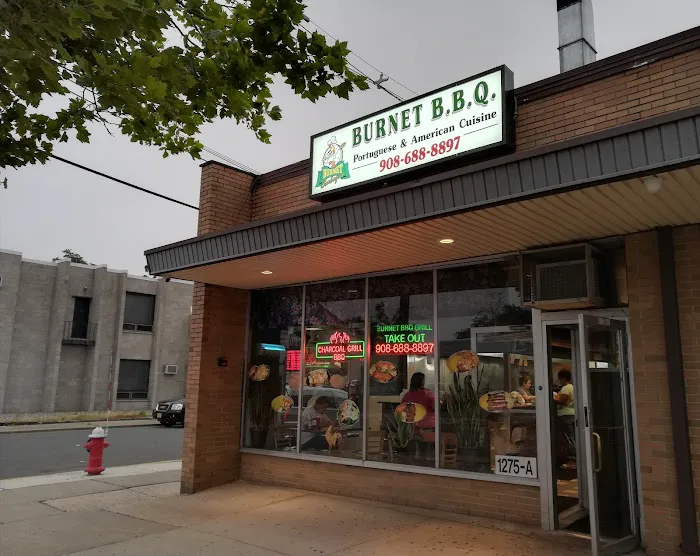 BURNET B.B.Q.
Portuguese & American Cuisine
908-688-8897
BURNET
CHARCOAL GRILL
BBQ
BURNET BBQ GRILL
TAKE OUT
908-688-8897
1275-A